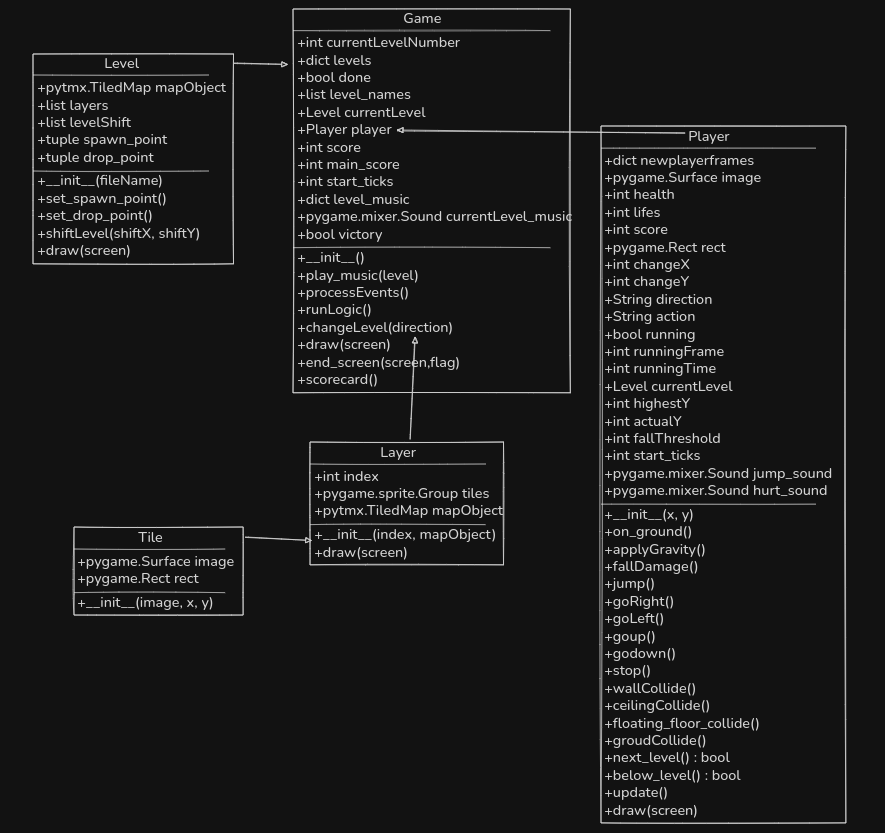 Game
+int currentLevelNumber
+dict levels
+bool done
+list level_names
+Level currentLevel
+Player player
+int score
+int main_score
+int start_ticks
+dict level_music
+pygame.mixer.Sound currentLevel_music
+bool victory
+__init__()
+play_music(level)
+processEvents()
+runLogic()
+changeLevel(direction)
+draw(screen)
+end_screen(screen,flag)
+scorecard()
Level
+pytmx.TiledMap mapObject
+list layers
+list levelShift
+tuple spawn_point
+tuple drop_point
+__init__(fileName)
+set_spawn_point()
+set_drop_point()
+shiftLevel(shiftX, shiftY)
+draw(screen)
Player
+dict newplayerframes
+pygame.Surface image
+int health
+int lifes
+int score
+pygame.Rect rect
+int changeX
+int changeY
+String direction
+String action
+bool running
+int runningFrame
+int runningTime
+Level currentLevel
+int highestY
+int actualY
+int fallThreshold
+int start_ticks
+pygame.mixer.Sound jump_sound
+pygame.mixer.Sound hurt_sound
+__init__(x, y)
+on_ground()
+applyGravity()
+fallDamage()
+jump()
+goRight()
+goLeft()
+goup()
+godown()
+stop()
+wallCollide()
+ceilingCollide()
+floating_floor_collide()
+groudCollide()
+next_level() : bool
+below_level() : bool
+update()
+draw(screen)
Layer
+int index
+pygame.sprite.Group tiles
+pytmx.TiledMap mapObject
+__init__(index, mapObject)
+draw(screen)
Tile
+pygame.Surface image
+pygame.Rect rect
+__init__(image, x, y)